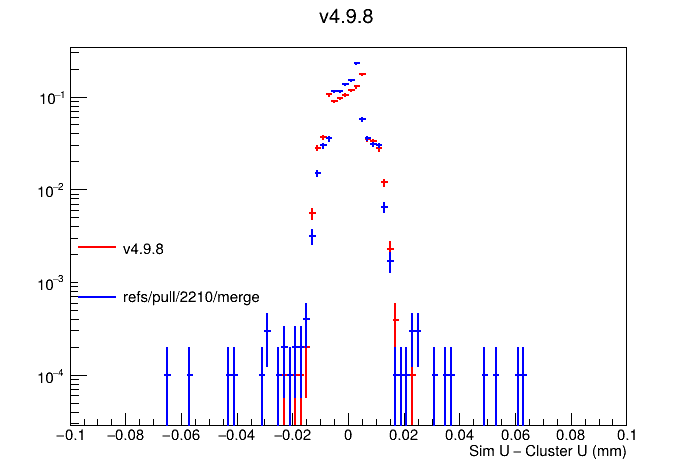 v4.9.8
10⁻¹
10⁻²
10⁻³
10⁻⁴
v4.9.8
refs/pull/2210/merge
−0.1 −0.08 −0.06 −0.04 −0.02 0 0.02 0.04 0.06 0.08 0.1
Sim U − Cluster U (mm)